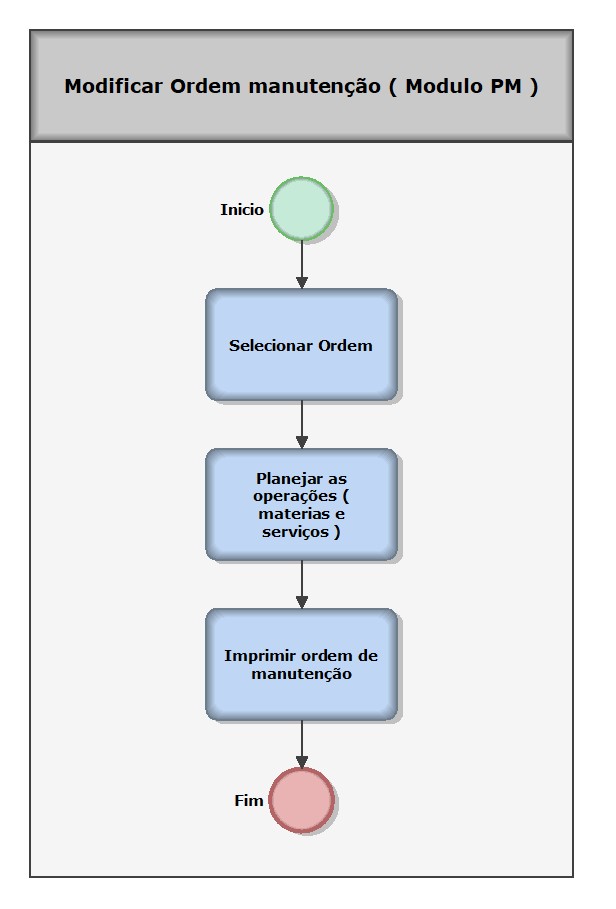 Modificar Ordem manutenção ( Modulo PM )
Inicio
Selecionar Ordem
Planejar as
operações (
materias e
serviços )
Imprimir ordem de
manutenção
Fim